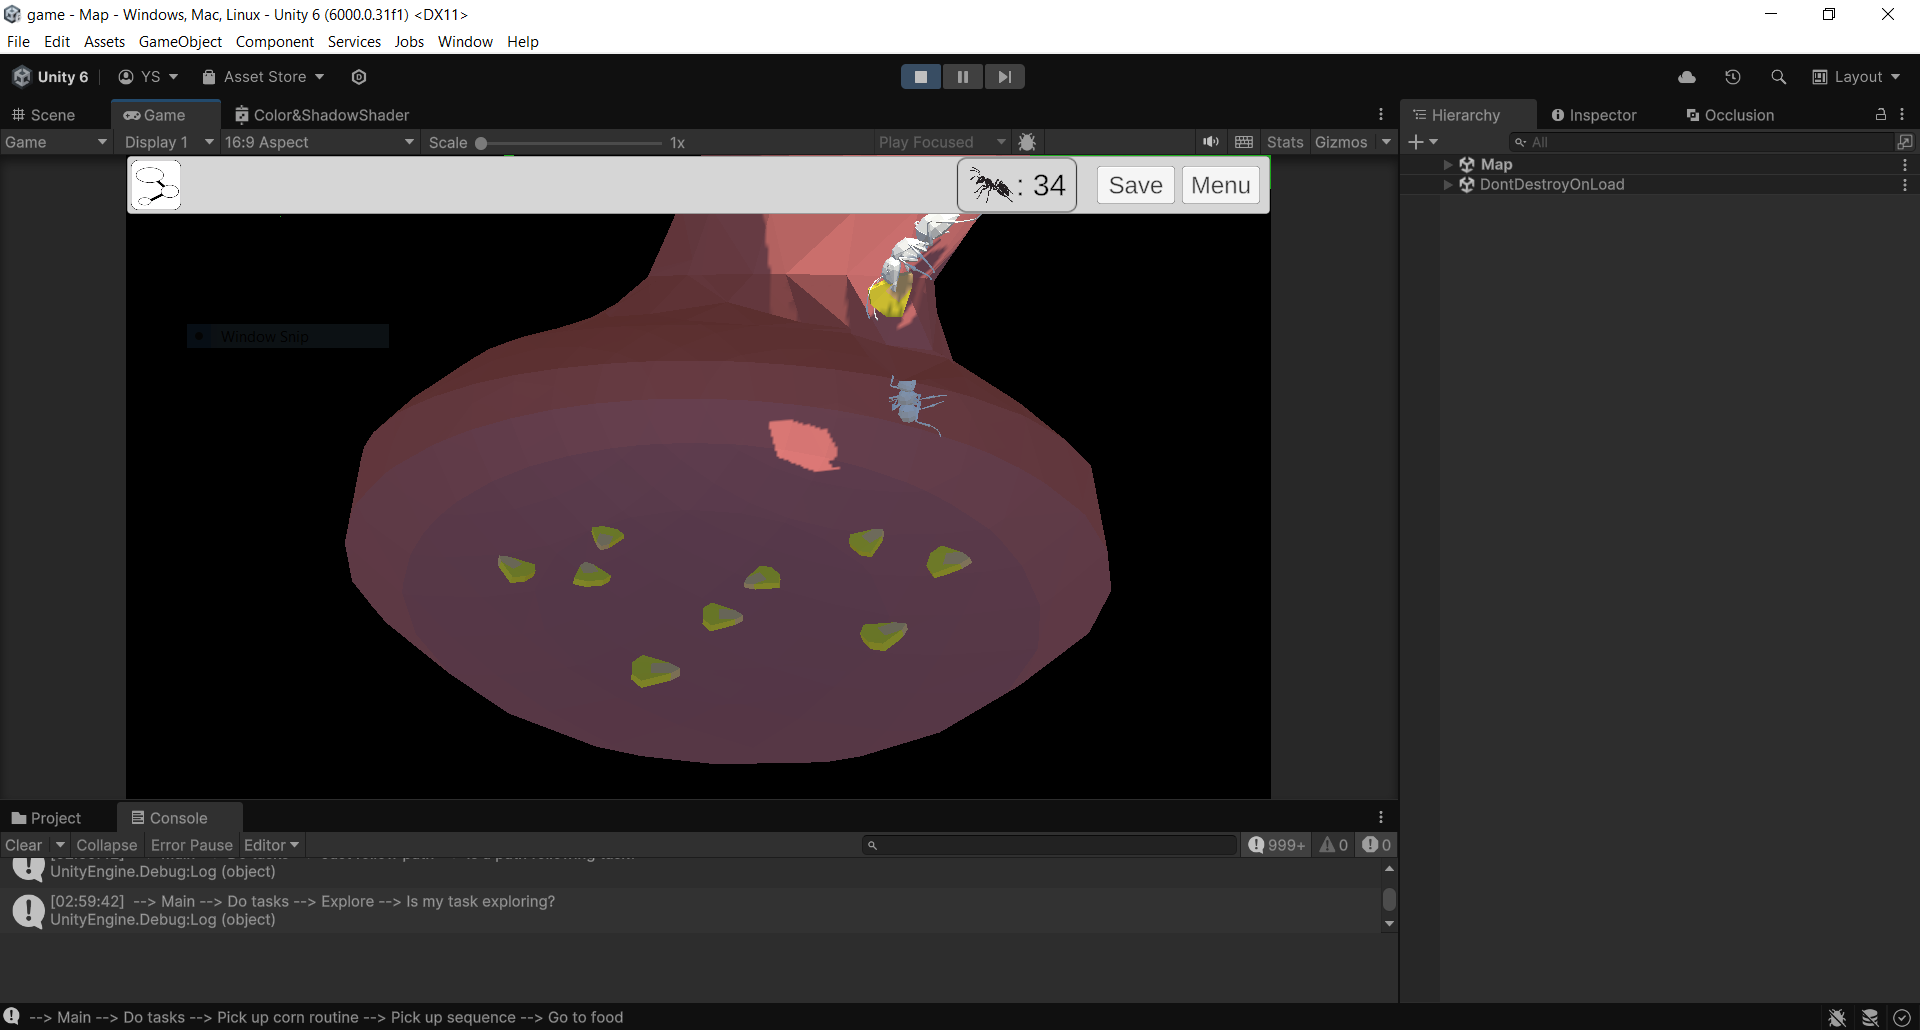 game - Map - Windows, Mac, Linux - Unity 6 (6000.0.31f1) <DX11>
File Edit Assets GameObject Component Services Jobs Window Help
Unity 6 YS Asset Store Layout
Scene Game Color&ShadowShader Hierarchy Inspector Occlusion
Game Display 1 16:9 Aspect Scale 1x Play Focused Stats Gizmos All
Map
DontDestroyOnLoad
: 34 Save Menu
Window Snip
Project Console
Clear Collapse Error Pause Editor 999+ 0 0
UnityEngine.Debug:Log (object)
[02:59:42] --> Main --> Do tasks --> Explore --> Is my task exploring?
UnityEngine.Debug:Log (object)
--> Main --> Do tasks --> Pick up corn routine --> Pick up sequence --> Go to food